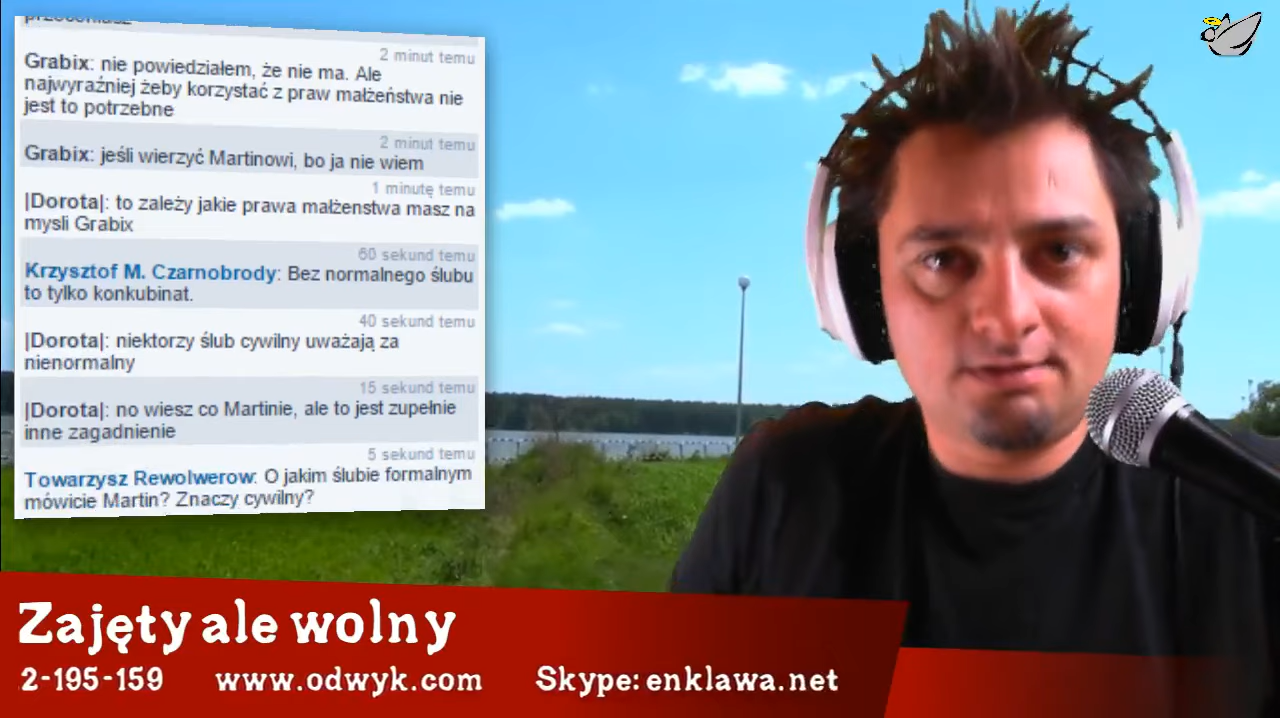 przeceniasz
2 minut temu
Grabix: nie powiedziałem, że nie ma. Ale
najwyraźniej żeby korzystać z praw małżeństwa nie
jest to potrzebne
2 minut temu
Grabix: jeśli wierzyć Martinowi, bo ja nie wiem
1 minutę temu
|Dorota|: to zależy jakie prawa małżenstwa masz na
mysli Grabix
60 sekund temu
Krzysztof M. Czarnobrody: Bez normalnego ślubu
to tylko konkubinat.
40 sekund temu
|Dorota|: niektorzy ślub cywilny uważają za
nienormalny
15 sekund temu
|Dorota|: no wiesz co Martinie, ale to jest zupełnie
inne zagadnienie
5 sekund temu
Towarzysz Rewolwerow: O jakim ślubie formalnym
mówicie Martin? Znaczy cywilny?
Zajęty ale wolny
2-195-159 www.odwyk.com Skype: enklawa.net